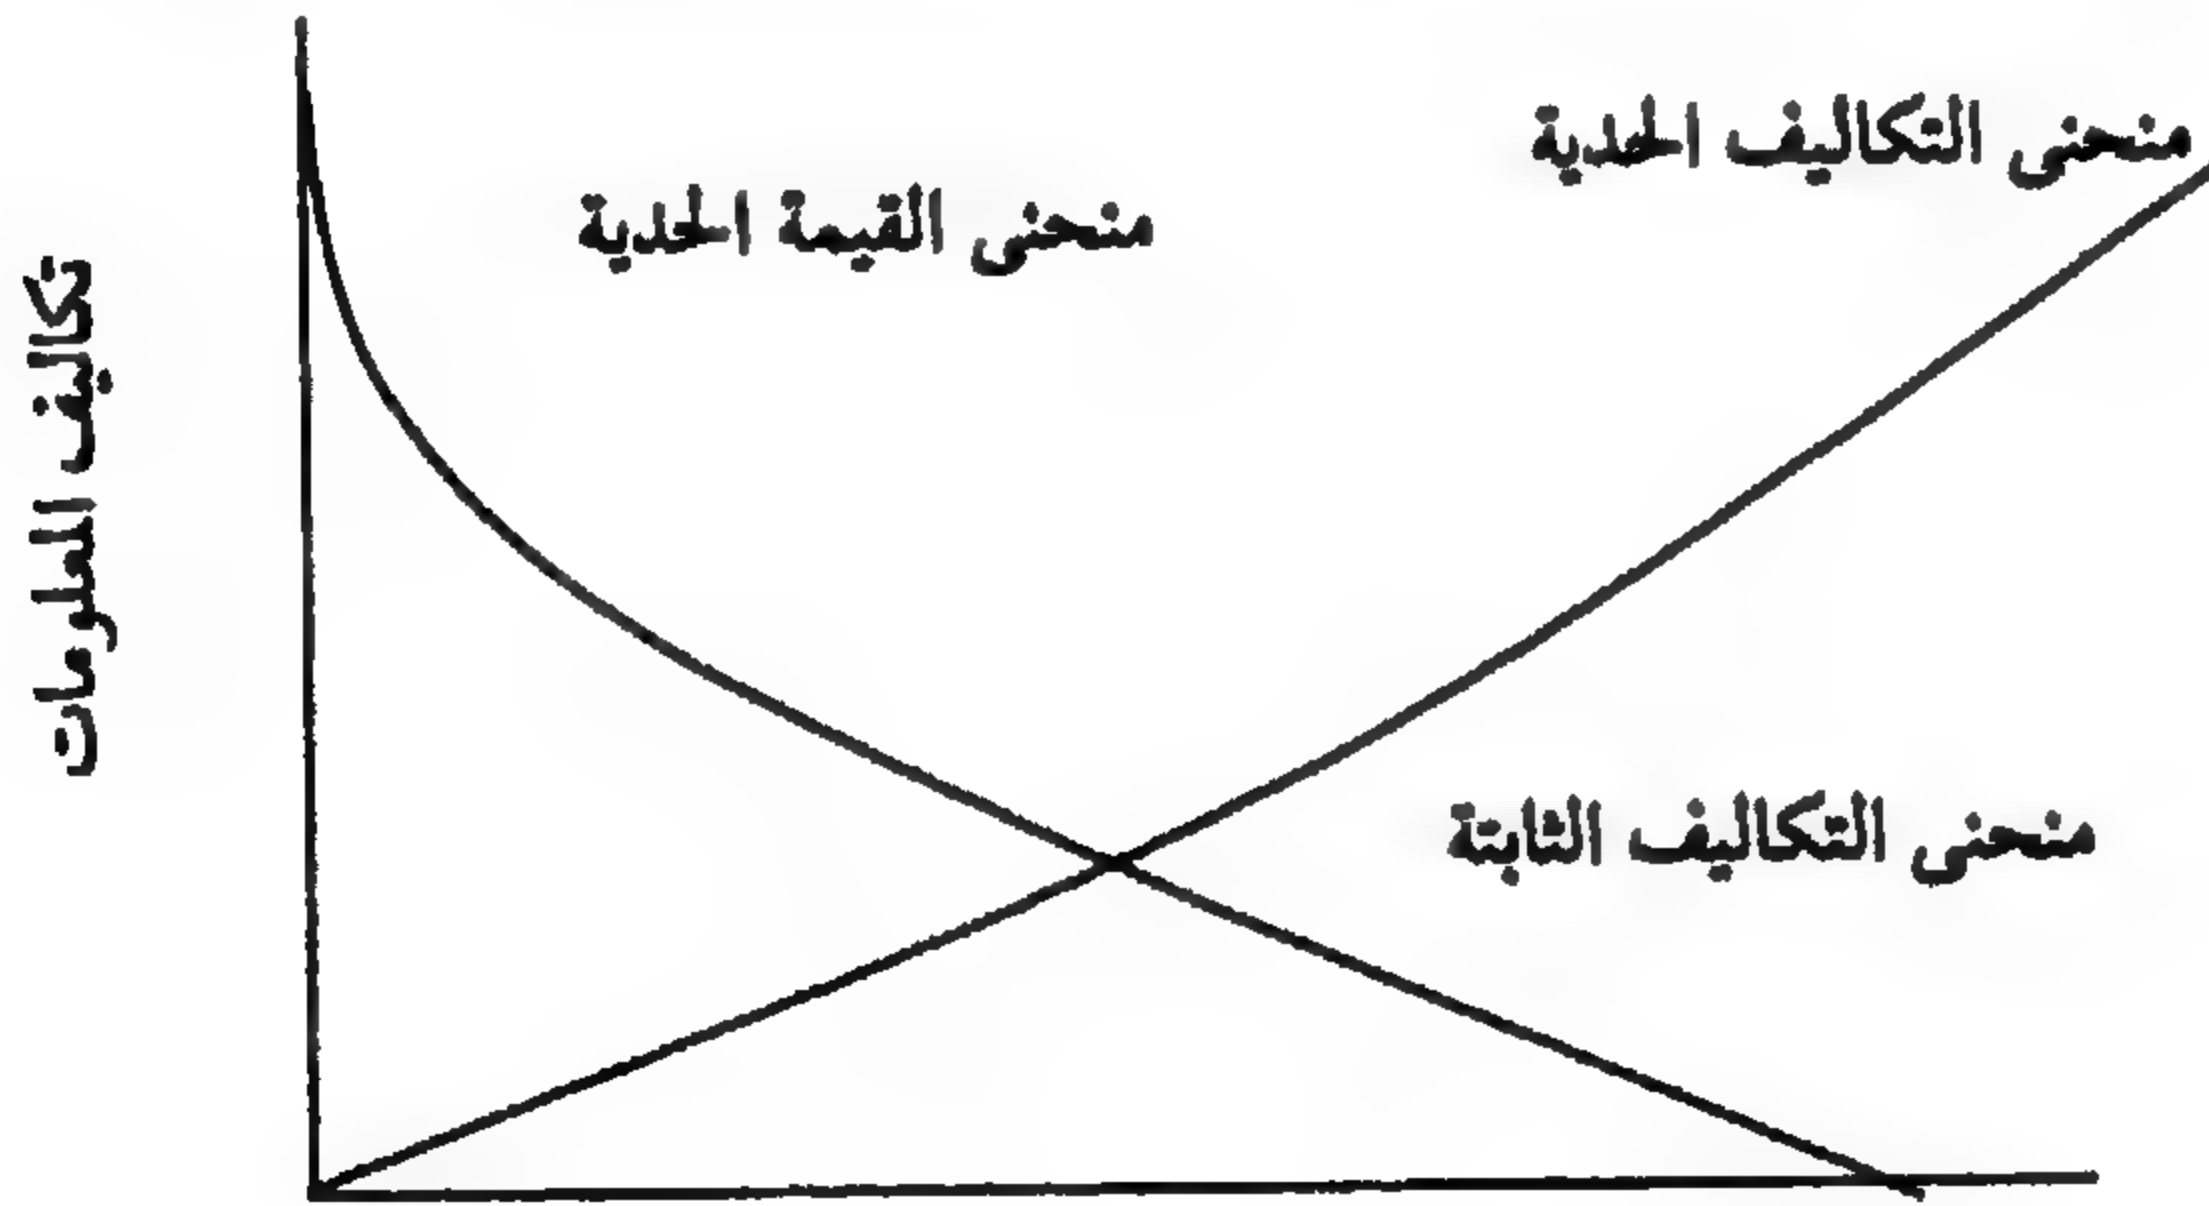 منحنى التكاليف الحدية
منحنى القيمة الحدية
تكاليف المعلومات
منحنى التكاليف الثابتة